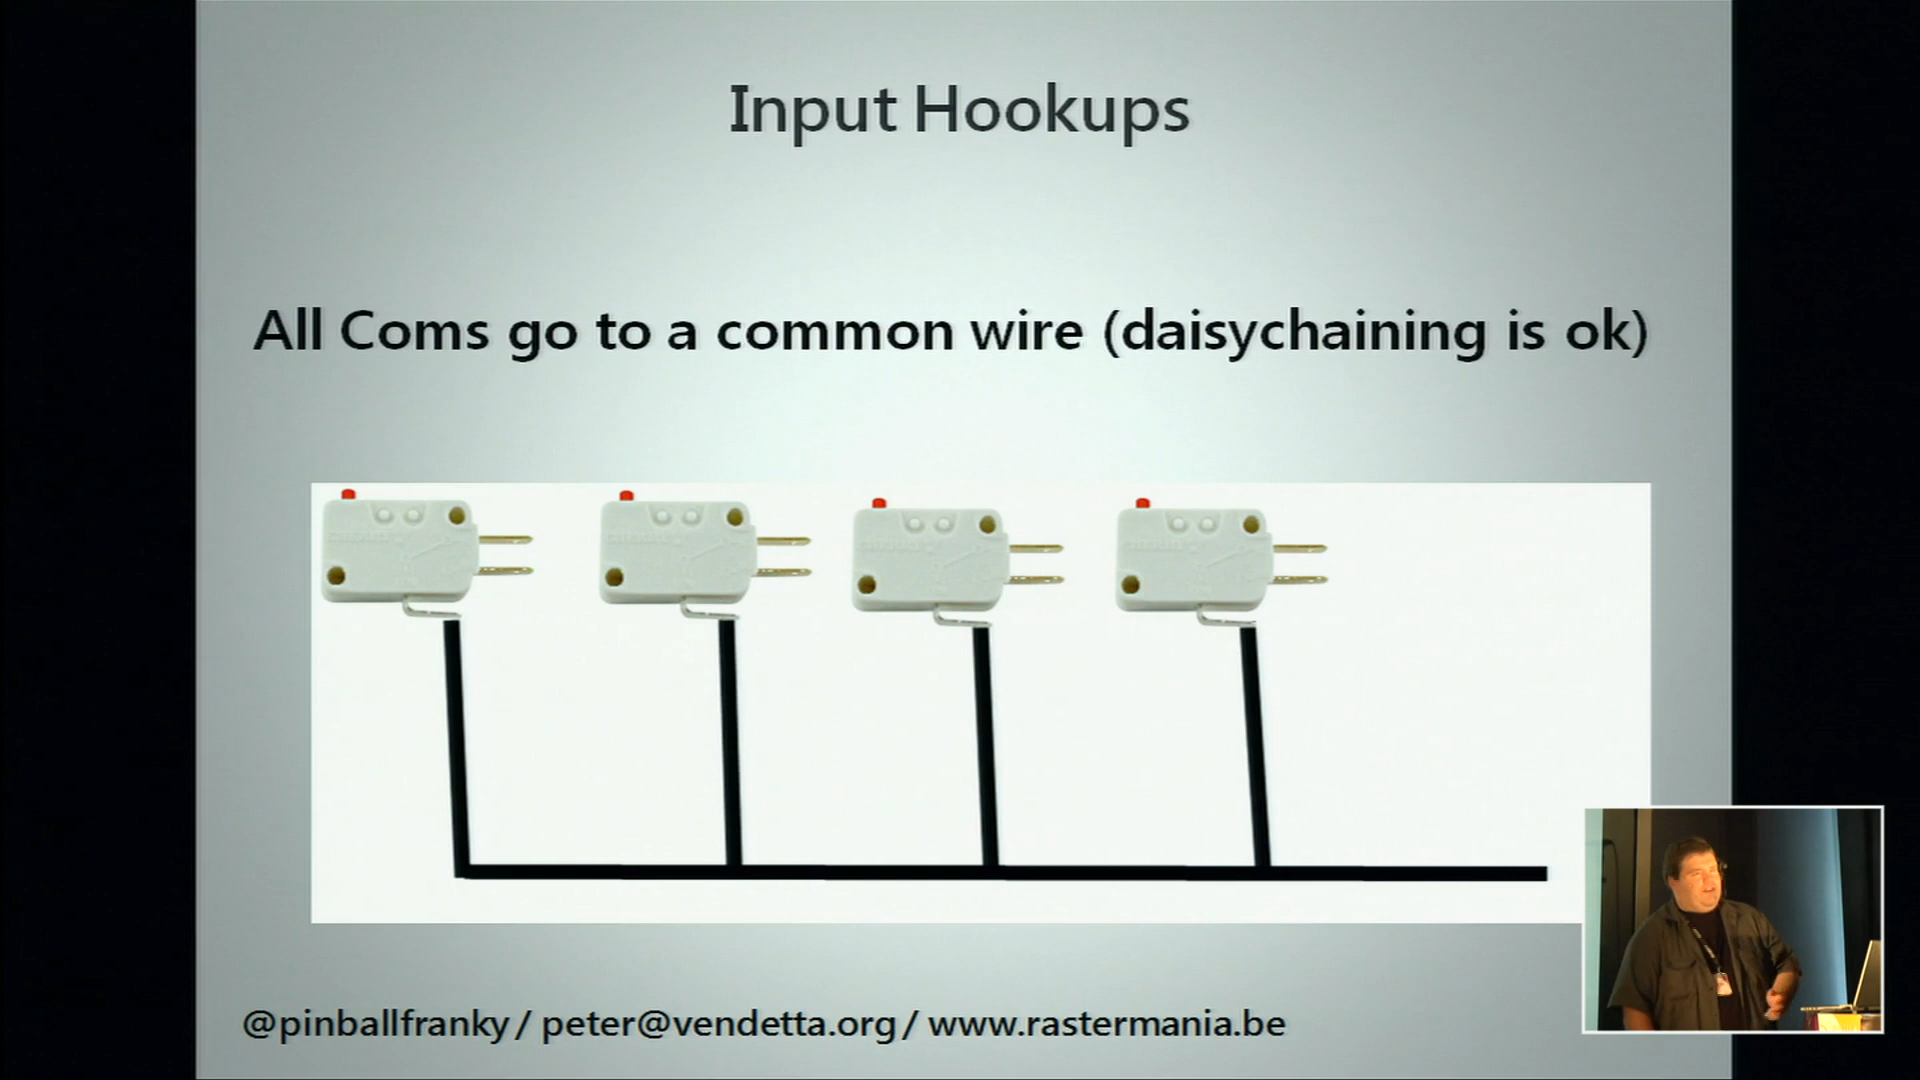 Input Hookups
All Coms go to a common wire (daisychaining is ok)
@pinballfranky / peter@vendetta.org / www.rastermania.be